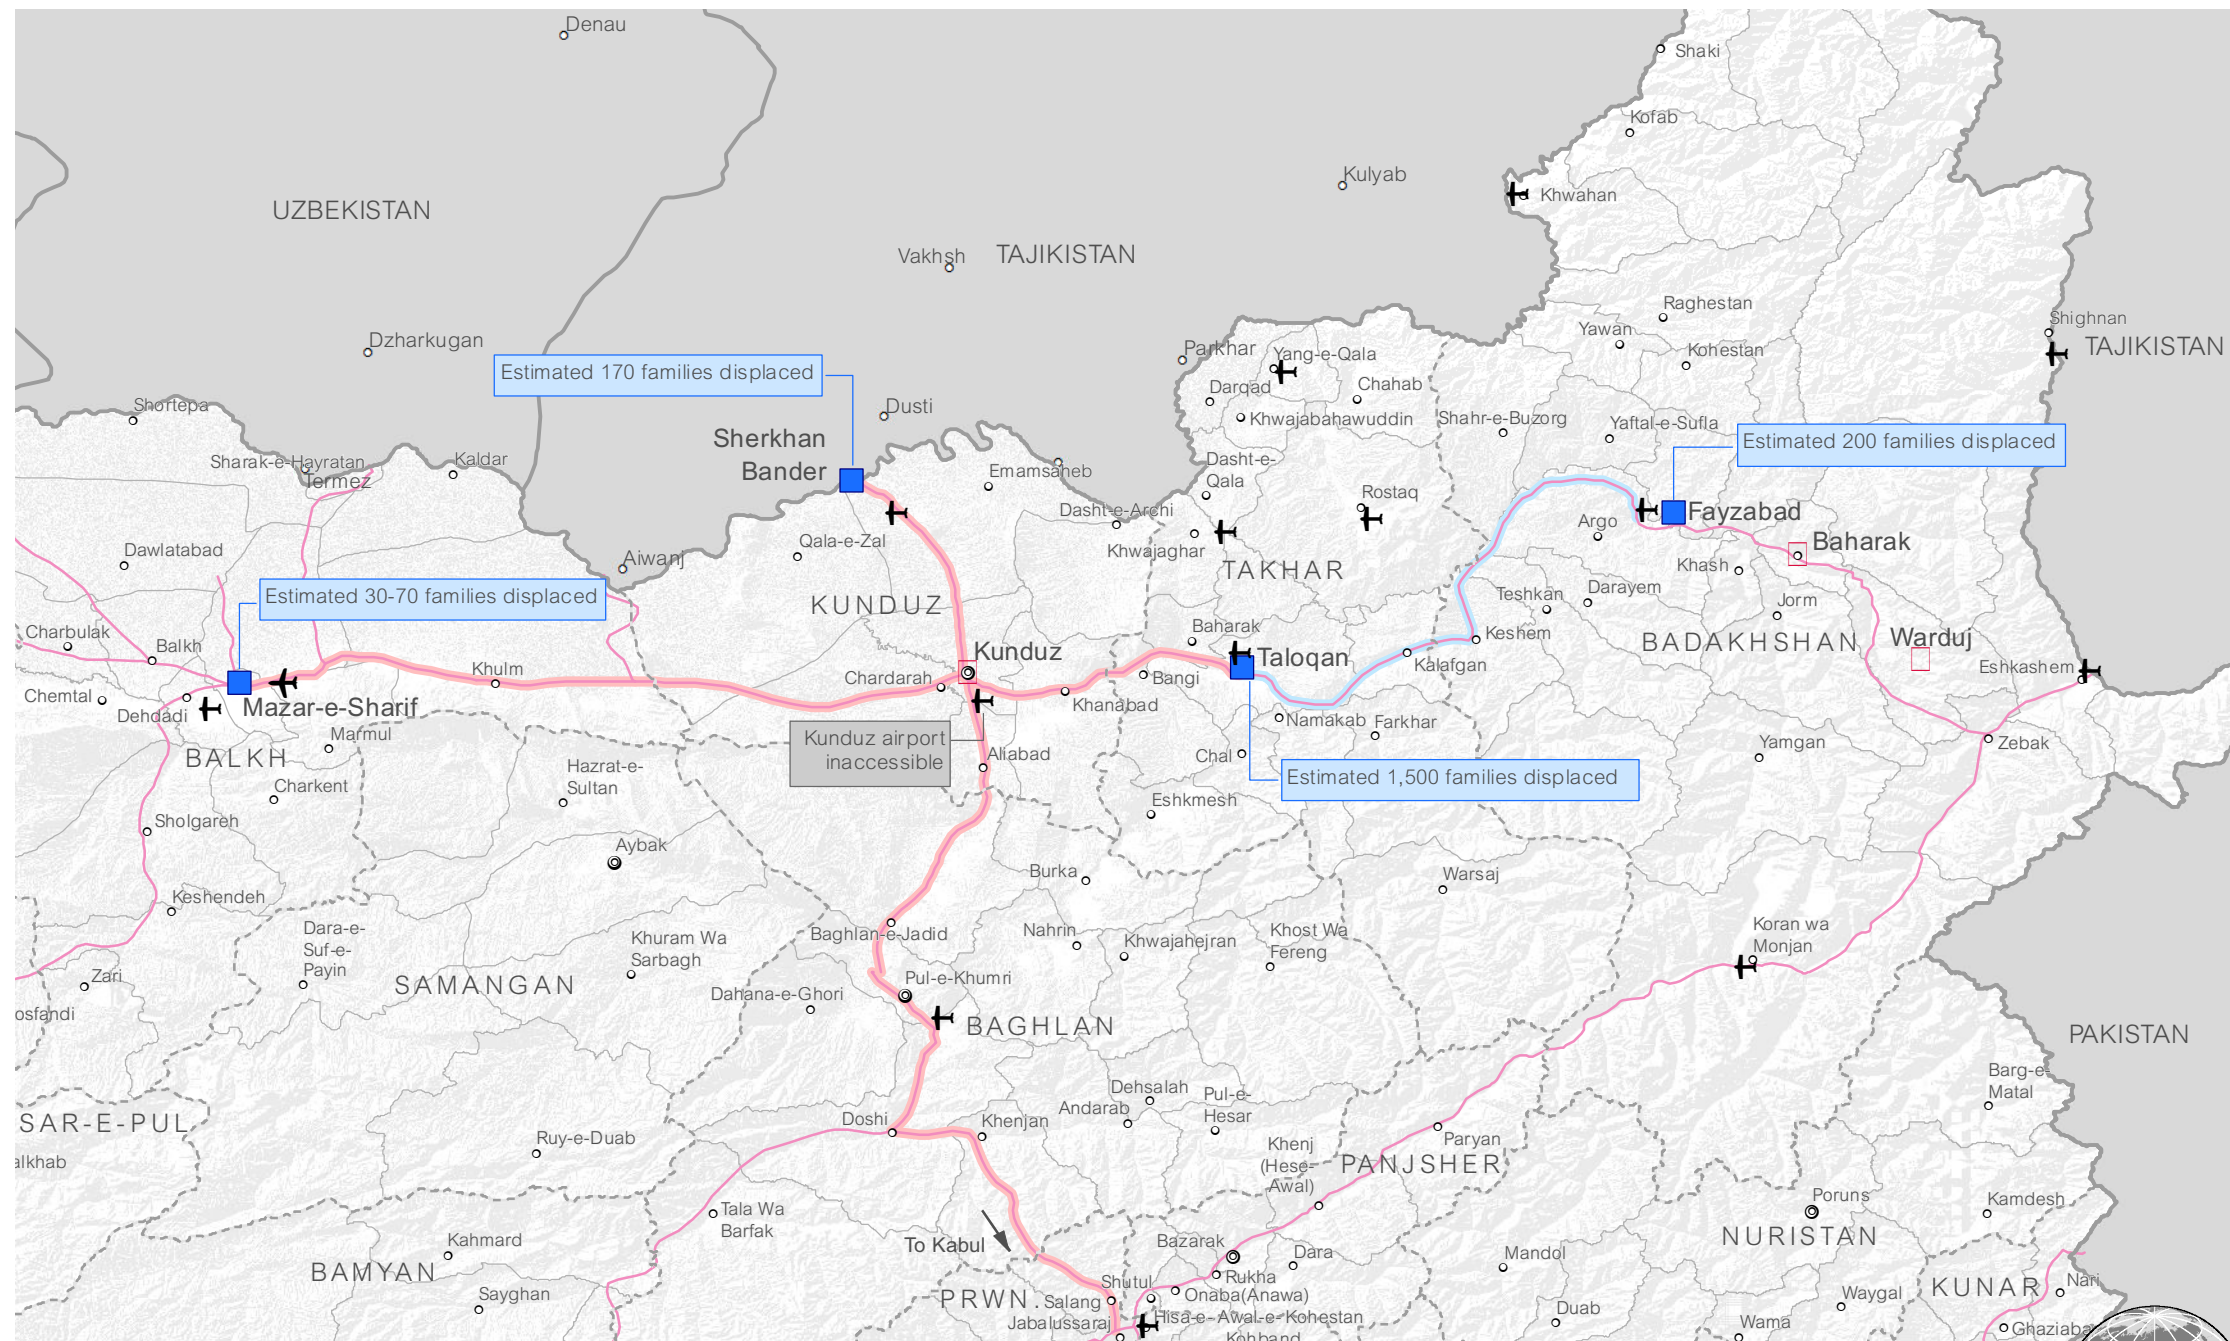 Denau
Shaki
Kofab
Kulyab
Khwahan
UZBEKISTAN
Vakhsh
TAJIKISTAN
Raghestan
Shighnan
Yawan
Dzharkugan
Parkhar
Yang-e-Qala
Kohestan
TAJIKISTAN
Estimated 170 families displaced
Darqad
Chahab
Shortepa
Dusti
Khwajabahawuddin
Shahr-e-Buzorg
Yaftal-e-Sufla
Sherkhan
Bander
Estimated 200 families displaced
Sharak-e-Hayratan
Kaldar
Termez
Emamsaheb
Dasht-e-
Qala
Rostaq
Dasht-e-Archi
Fayzabad
Argo
Qala-e-Zal
Khwajaghar
Baharak
Dawlatabad
Aiwanj
TAKHAR
Khash
Estimated 30-70 families displaced
KUNDUZ
Teshkan
Darayem
Jorm
Charbulak
Balkh
Baharak
Keshem
BADAKHSHAN
Warduj
Kunduz
Taloqan
Kalafgan
Eshkashem
Khulm
Chardarah
Bangi
Chemtal
Dehdadi
Mazar-e-Sharif
Khanabad
Namakab
Farkhar
Marmul
Kunduz airport
inaccessible
Zebak
BALKH
Aliabad
Chal
Yamgan
Hazrat-e-
Sultan
Estimated 1,500 families displaced
Charkent
Eshkmesh
Sholgareh
Aybak
Burka
Warsaj
Keshendeh
Dara-e-
Suf-e-
Payin
Baghlan-e-Jadid
Nahrin
Khwajahejran
Khost Wa
Fereng
Koran wa
Monjan
Khuram Wa
Sarbagh
Zari
SAMANGAN
Pul-e-Khumri
Dahana-e-Ghori
osfandi
BAGHLAN
PAKISTAN
Barg-e-
Matal
Dehsalah
Pul-e-
Hesar
SAR-E-PUL
Doshi
Khenjan
Andarab
Ruy-e-Duab
Khenj
(Hese-
Awal)
Paryan
PANJSHER
alkhab
Tala Wa
Barfak
Poruns
Kamdesh
NURISTAN
Kahmard
To Kabul
Bazarak
Dara
Mandol
BAMYAN
Shutul
Rukha
KUNAR
Nari
Sayghan
PRWN.
Salang
Onaba(Anawa)
Waygal
Jabalussaraj
Hisa-e-Awal-e-Kohestan
Duab
Wama
Kohband
Ghaziaba